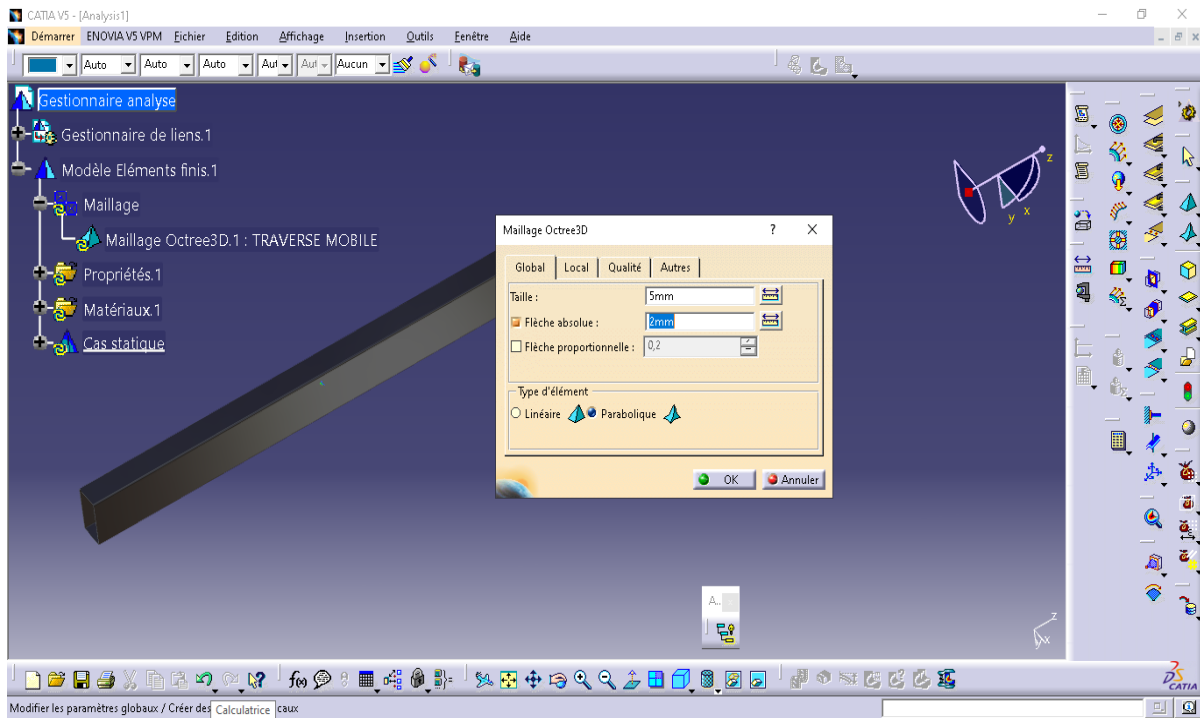 CATIA V5 - [Analysis1]
Démarrer ENOVIA V5 VPM Fichier Edition Affichage Insertion Outils Fenêtre Aide
Auto Auto Auto Aut Aut Aucun
Gestionnaire analyse
Gestionnaire de liens.1
Modèle Eléments finis.1
Maillage
Maillage Octree3D.1 : TRAVERSE MOBILE
Propriétés.1
Matériaux.1
Cas statique
z
y x
Maillage Octree3D ? X
Global Local Qualité Autres
Taille : 5mm
Flèche absolue : 2mm
Flèche proportionnelle : 0,2
Type d'élément
Linéaire Parabolique
OK Annuler
A...
z
y x
f(x)
DS CATIA
Modifier les paramètres globaux / Créer des Calculatrice caux